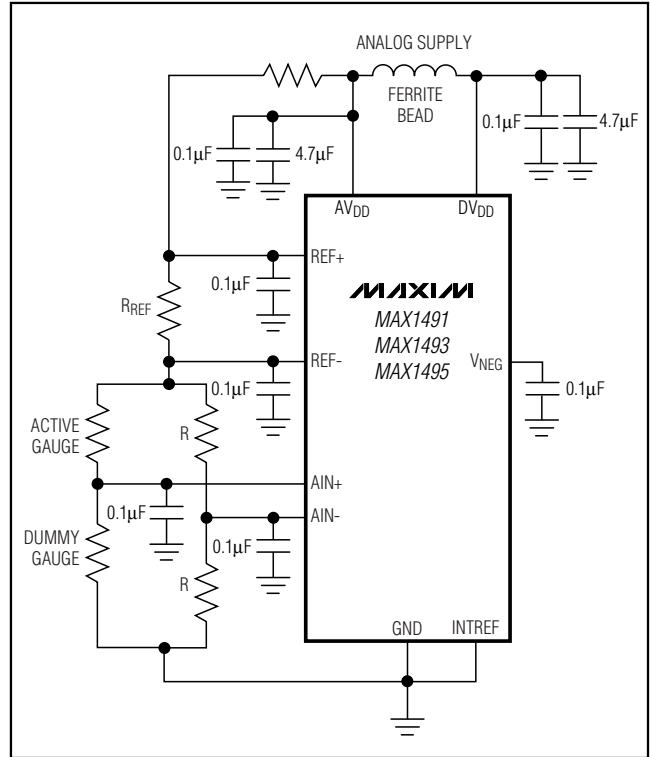 ANALOG SUPPLY
FERRITE
BEAD
0.1μF
4.7μF
0.1μF
4.7μF
AVDD
DVDD
REF+
0.1μF
RREF
MAXIM
MAX1491
MAX1493
MAX1495
REF-
VNEG
0.1μF
0.1μF
ACTIVE
GAUGE
R
AIN+
0.1μF
AIN-
DUMMY
GAUGE
0.1μF
R
GND
INTREF